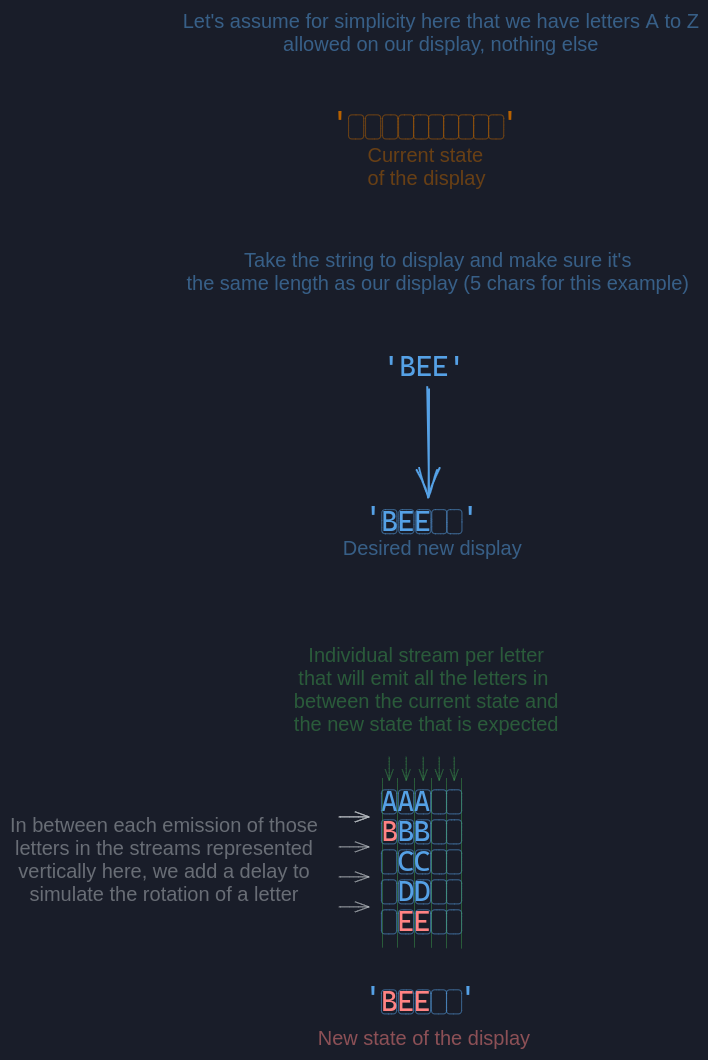 Let's assume for simplicity here that we have letters A to Z
allowed on our display, nothing else
' '
Current state
of the display
Take the string to display and make sure it's
the same length as our display (5 chars for this example)
'BEE'
'BEE  '
Desired new display
Individual stream per letter
that will emit all the letters in
between the current state and
the new state that is expected
AAA
In between each emission of those
letters in the streams represented
vertically here, we add a delay to
simulate the rotation of a letter
BBB
CC
DD
EE
'BEE  '
New state of the display